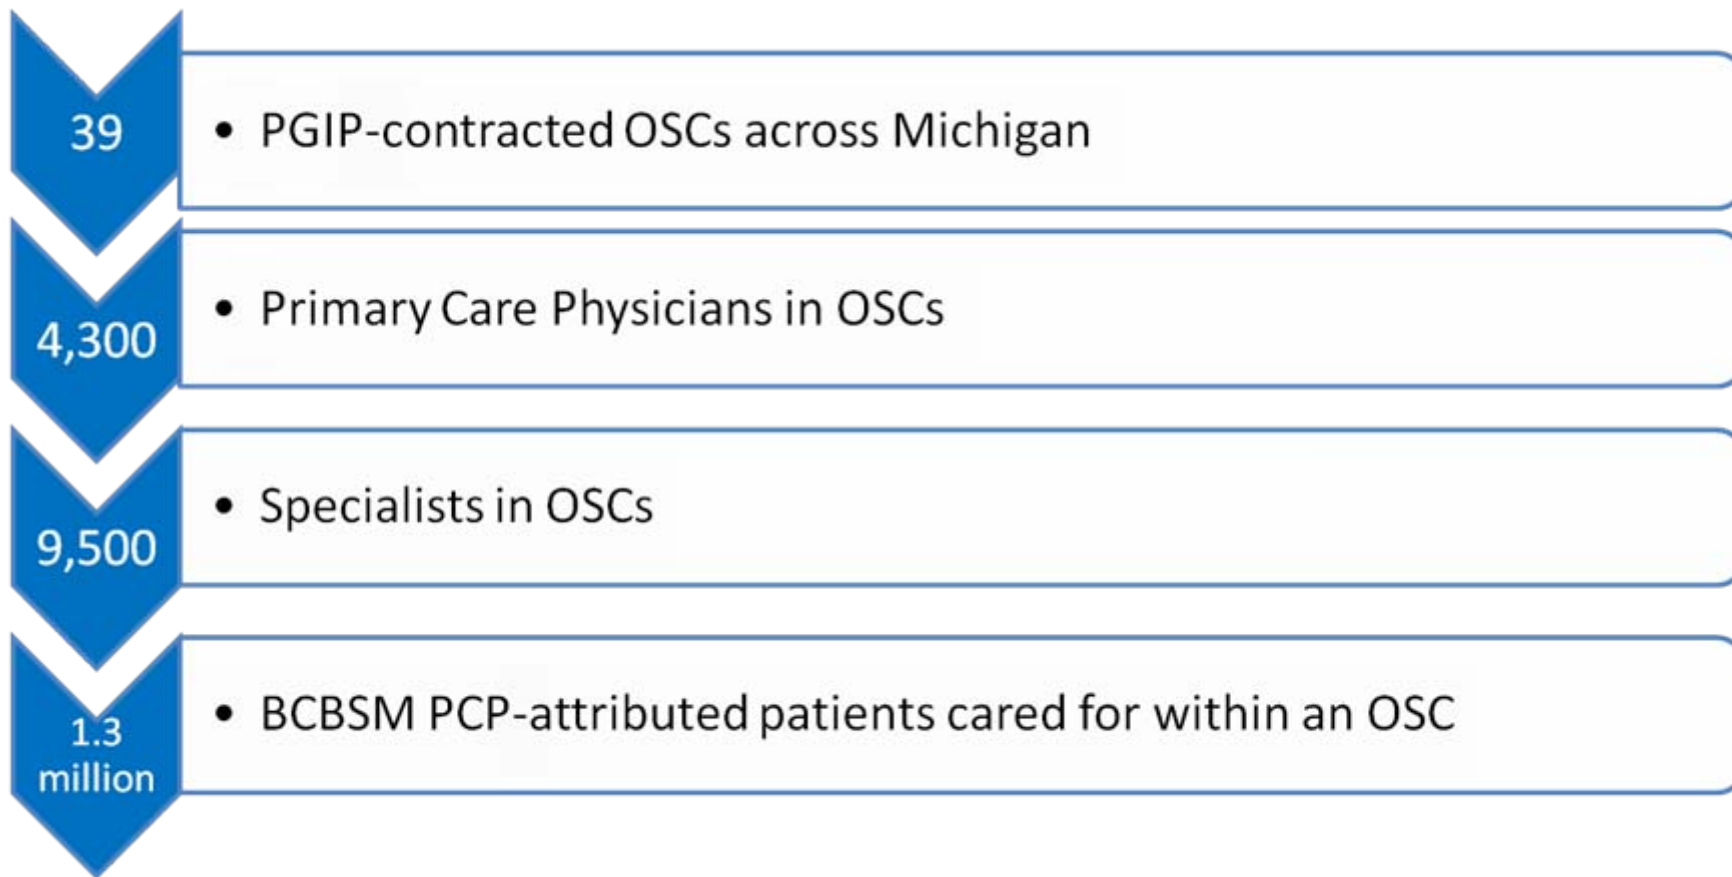 39
• PGIP-contracted OSCs across Michigan
4,300
• Primary Care Physicians in OSCs
9,500
• Specialists in OSCs
1.3
million
• BCBSM PCP-attributed patients cared for within an OSC